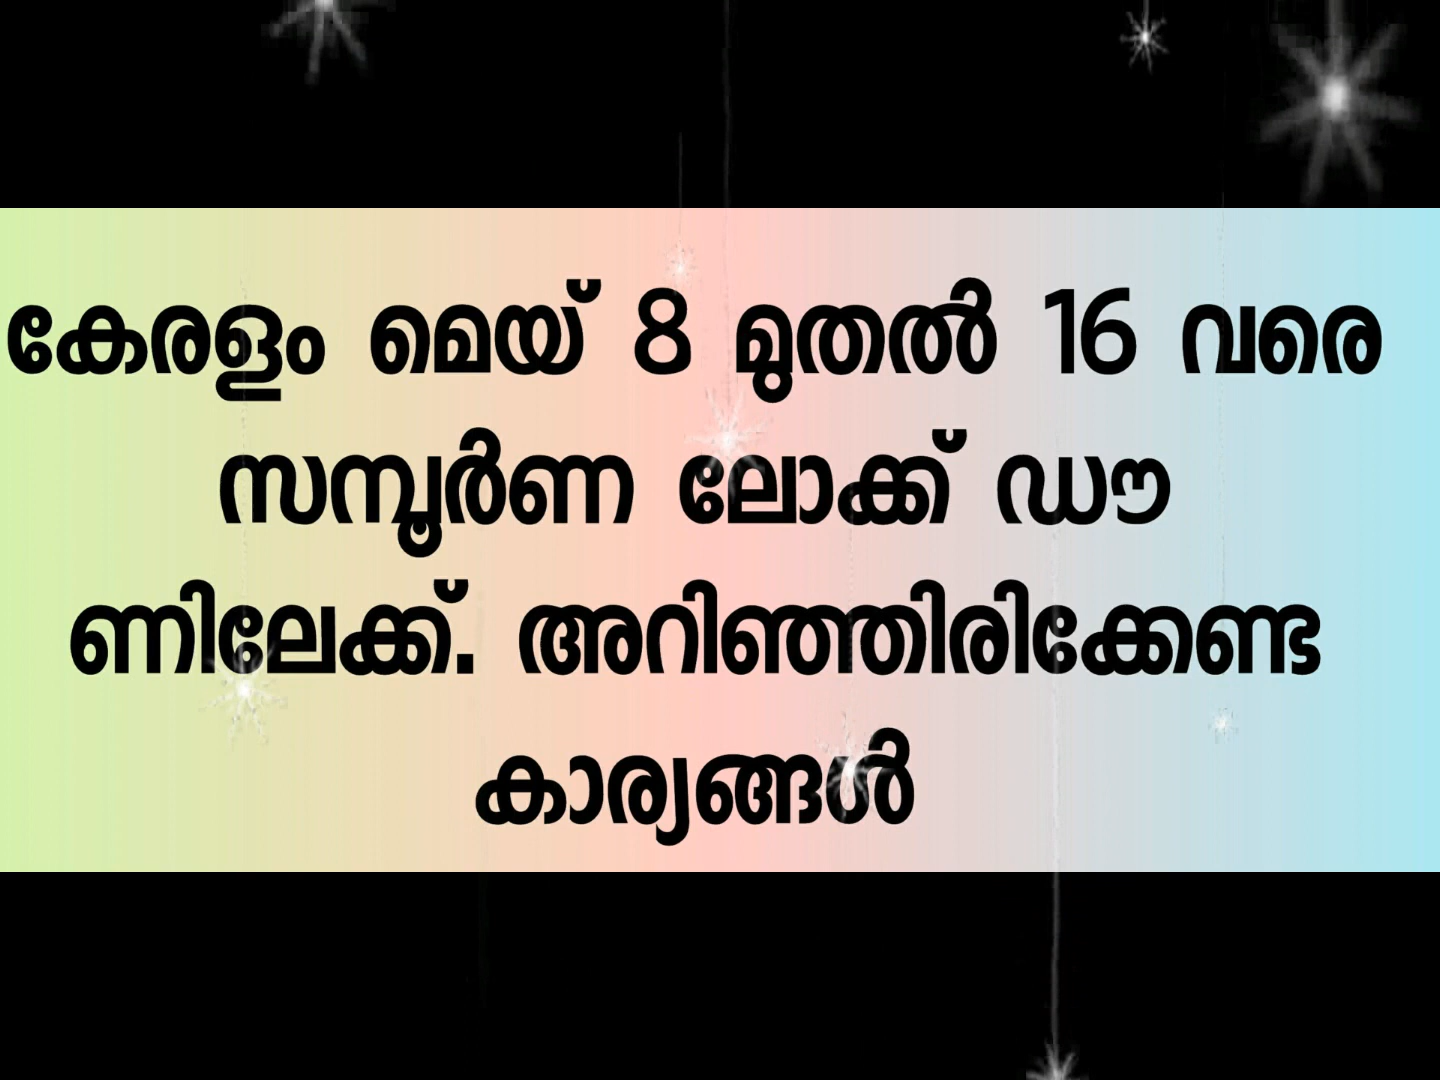 കേരളം മെയ് 8 മുതൽ 16 വരെ
സമ്പൂർണ ലോക്ക് ഡൗ
ണിലേക്ക്. അറിഞ്ഞിരിക്കേണ്ട
കാര്യങ്ങൾ